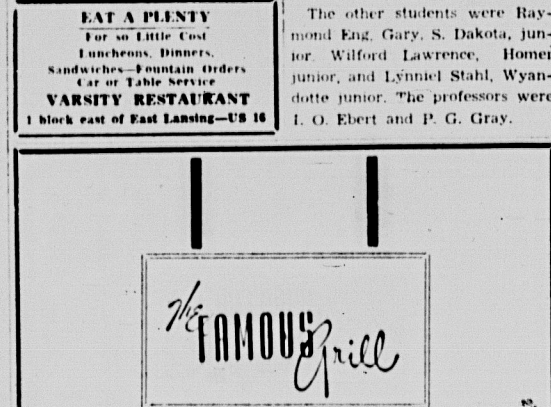 EAT A PLENTY
For so Little Cost
Luncheons, Dinners,
Sandwiches—Fountain Orders
Car or Table Service
VARSITY RESTAURANT
1 block east of East Lansing—US 16
The other students were Ray-
mond Eng, Gary, S. Dakota, jun-
ior, Wilford Lawrence, Homer
junior, and Lynniel Stahl, Wyan-
dotte junior. The professors were
I. O. Ebert and P. G. Gray.
The FAMOUS Grill